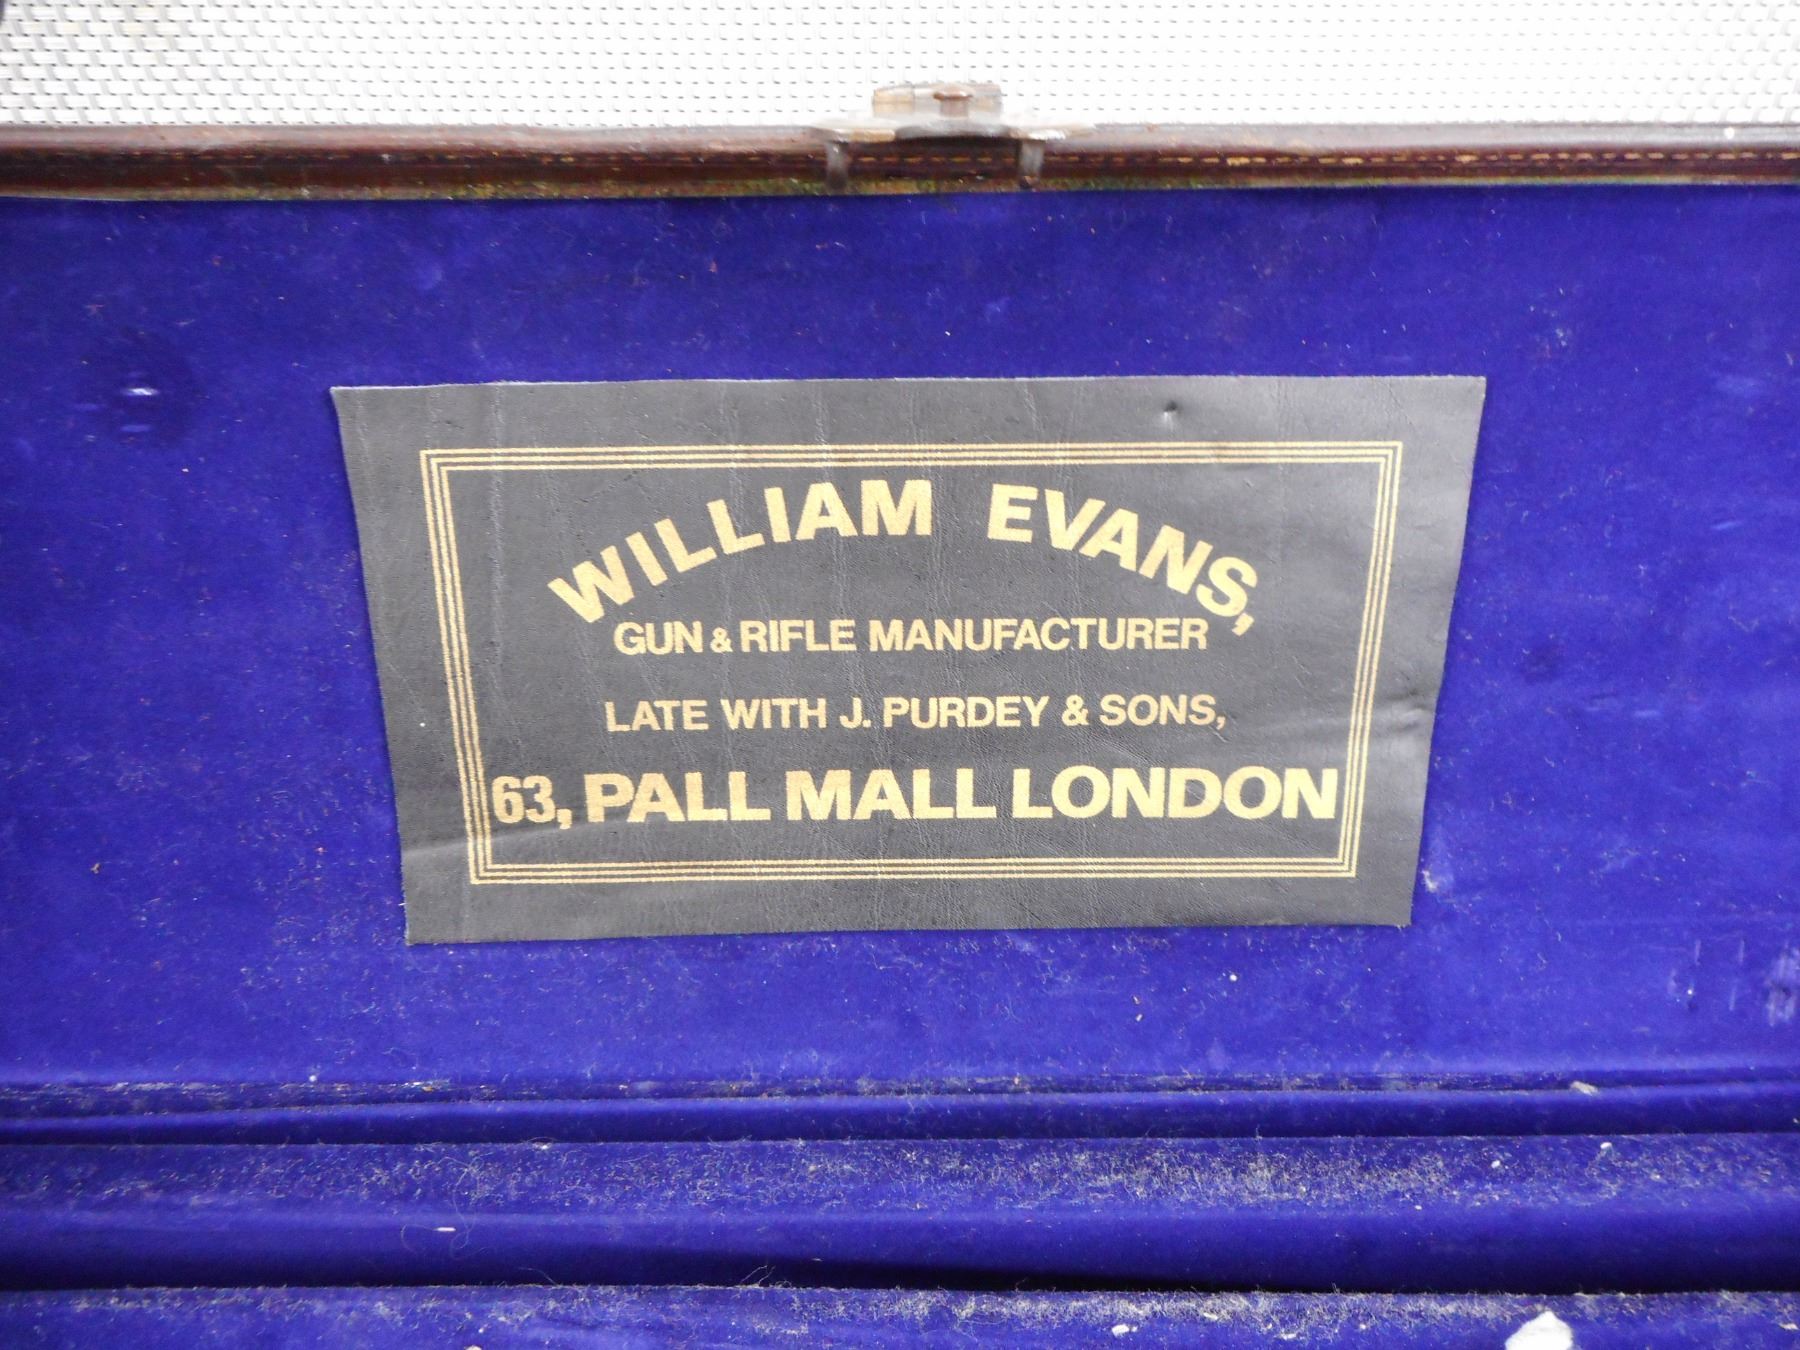 WILLIAM EVANS,
GUN & RIFLE MANUFACTURER
LATE WITH J. PURDEY & SONS,
63, PALL MALL LONDON